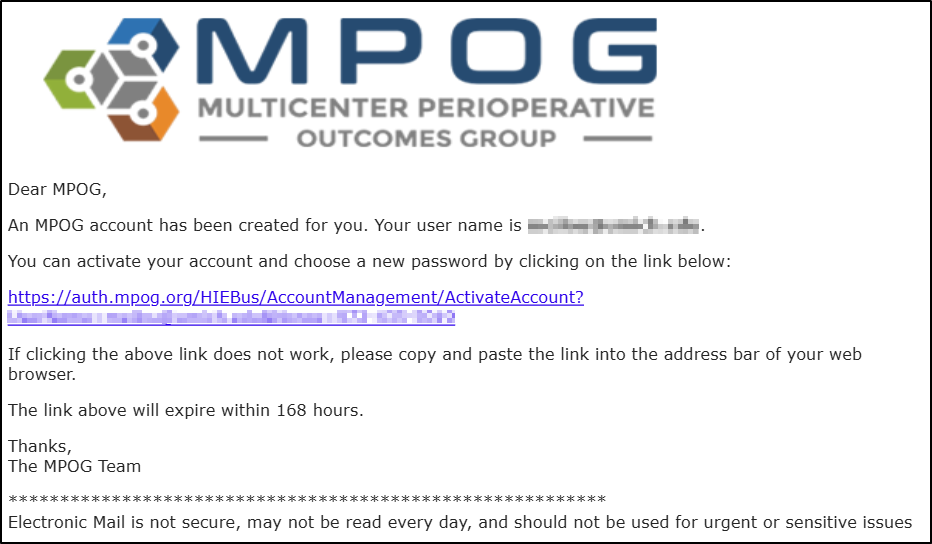 MPOG
MULTICENTER PERIOPERATIVE
OUTCOMES GROUP
Dear MPOG,
An MPOG account has been created for you. Your user name is .
You can activate your account and choose a new password by clicking on the link below:
https://auth.mpog.org/HIEBus/AccountManagement/ActivateAccount?
If clicking the above link does not work, please copy and paste the link into the address bar of your web
browser.
The link above will expire within 168 hours.
Thanks,
The MPOG Team
**********************************************************
Electronic Mail is not secure, may not be read every day, and should not be used for urgent or sensitive issues